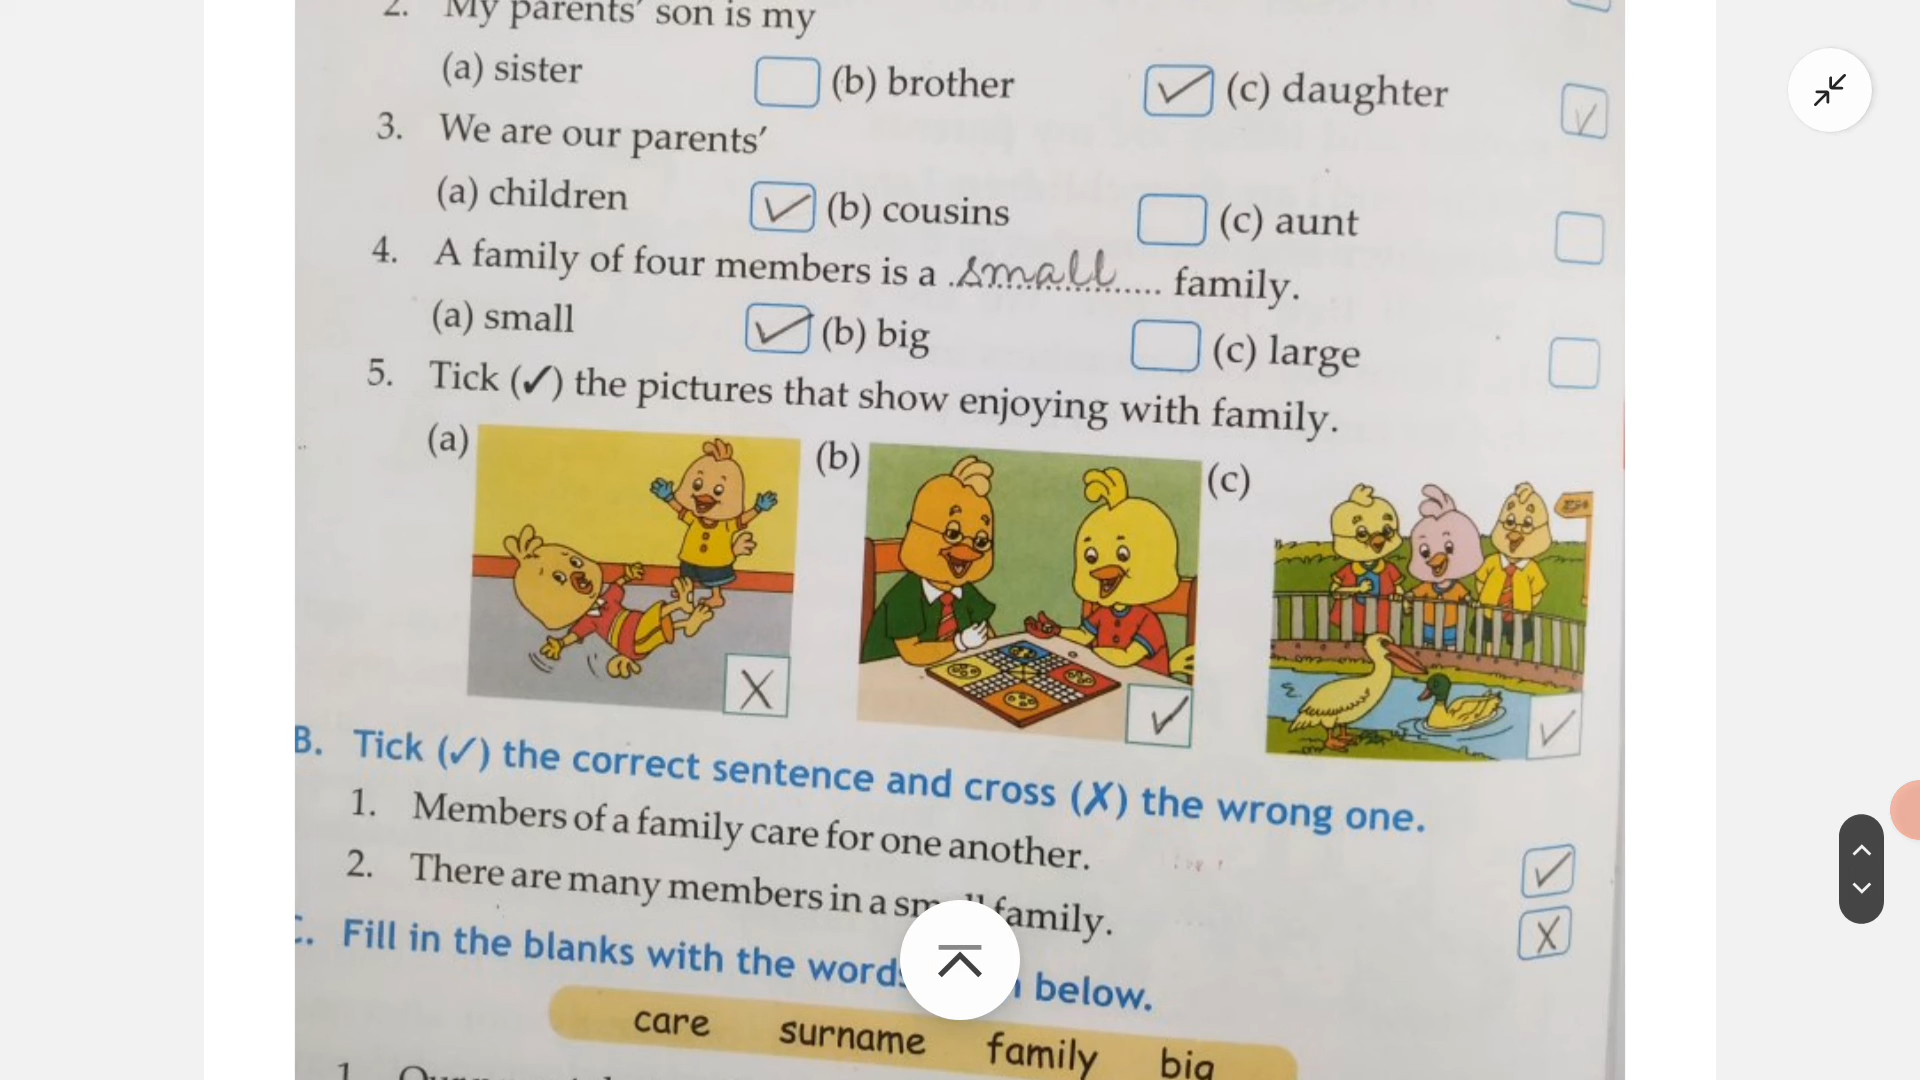 2. My parents' son is my
(a) sister (b) brother ✓ (c) daughter ✓
3. We are our parents'
(a) children ✓ (b) cousins (c) aunt
4. A family of four members is a small family.
(a) small ✓ (b) big (c) large
5. Tick (✓) the pictures that show enjoying with family.
(a) (b) (c)
X ✓ ✓
B. Tick (✓) the correct sentence and cross (✗) the wrong one.
1. Members of a family care for one another. ✓
2. There are many members in a family. X
C. Fill in the blanks with the below.
care surname family big
1.